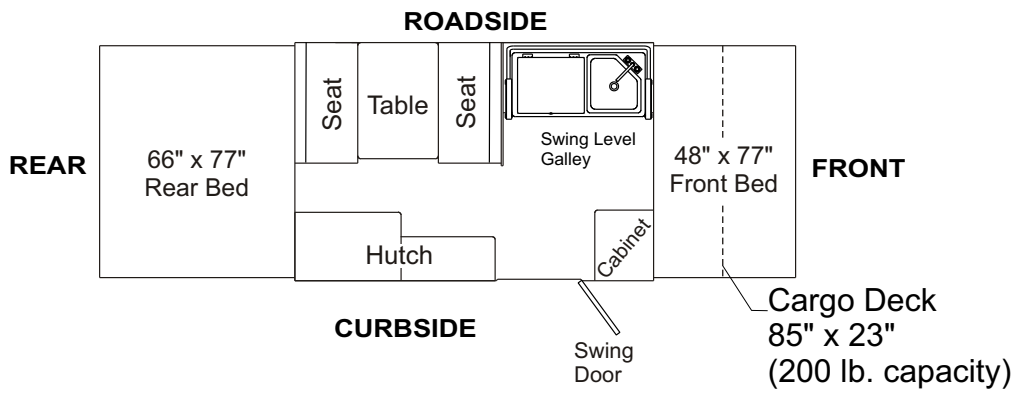 ROADSIDE
Seat
Table
Seat
Swing Level
Galley
REAR
66" x 77"
Rear Bed
48" x 77"
Front Bed
FRONT
Hutch
Cabinet
CURBSIDE
Swing
Door
Cargo Deck
85" x 23"
(200 lb. capacity)